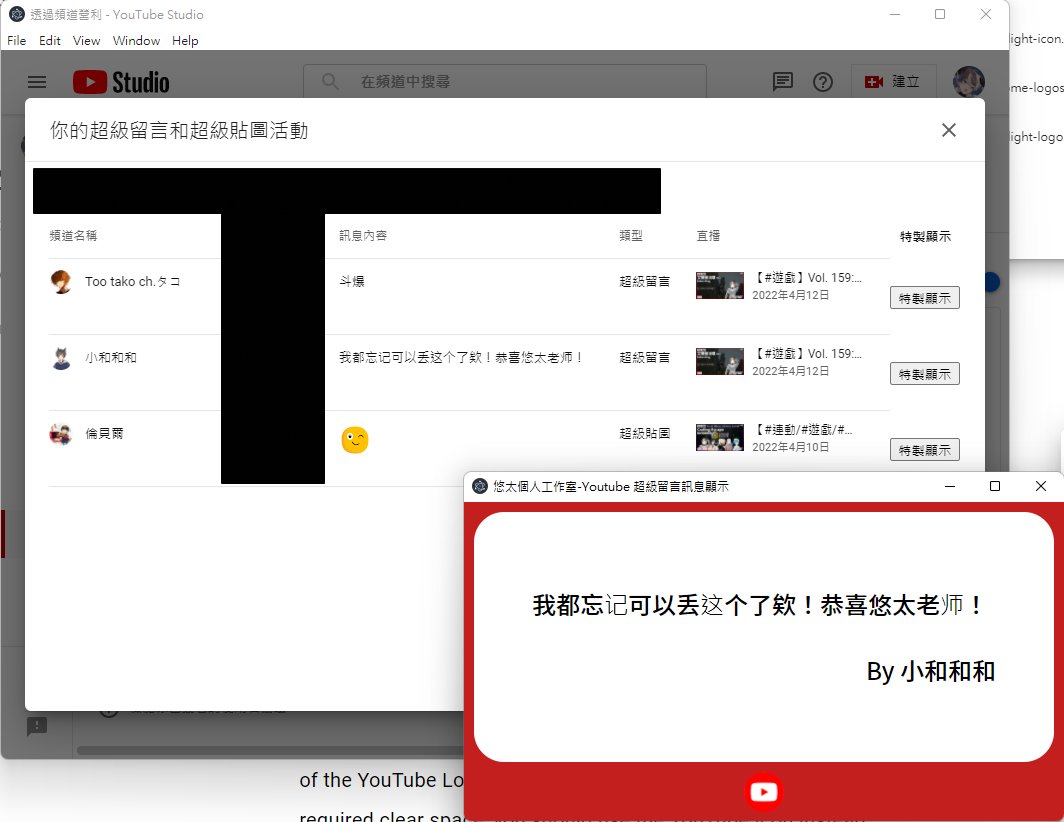 透過頻道營利 - YouTube Studio
File Edit View Window Help
ight-icon.
Studio
在頻道中搜尋
建立
ome-logos
ight-logo
你的超級留言和超級貼圖活動
頻道名稱 訊息內容 類型 直播 特製顯示
Too tako ch.タコ 斗爆 超級留言 【#遊戲】Vol. 159:...
2022年4月12日
特製顯示
小和和和 我都忘记可以丢这个了欸！恭喜悠太老师！ 超級留言 【#遊戲】Vol. 159:...
2022年4月12日
特製顯示
倫貝爾 超級貼圖 【#連動/#遊戲/#...
2022年4月10日
特製顯示
悠太個人工作室-Youtube 超級留言訊息顯示
我都忘记可以丢这个了欸！恭喜悠太老师！
By 小和和和
of the YouTube Lo